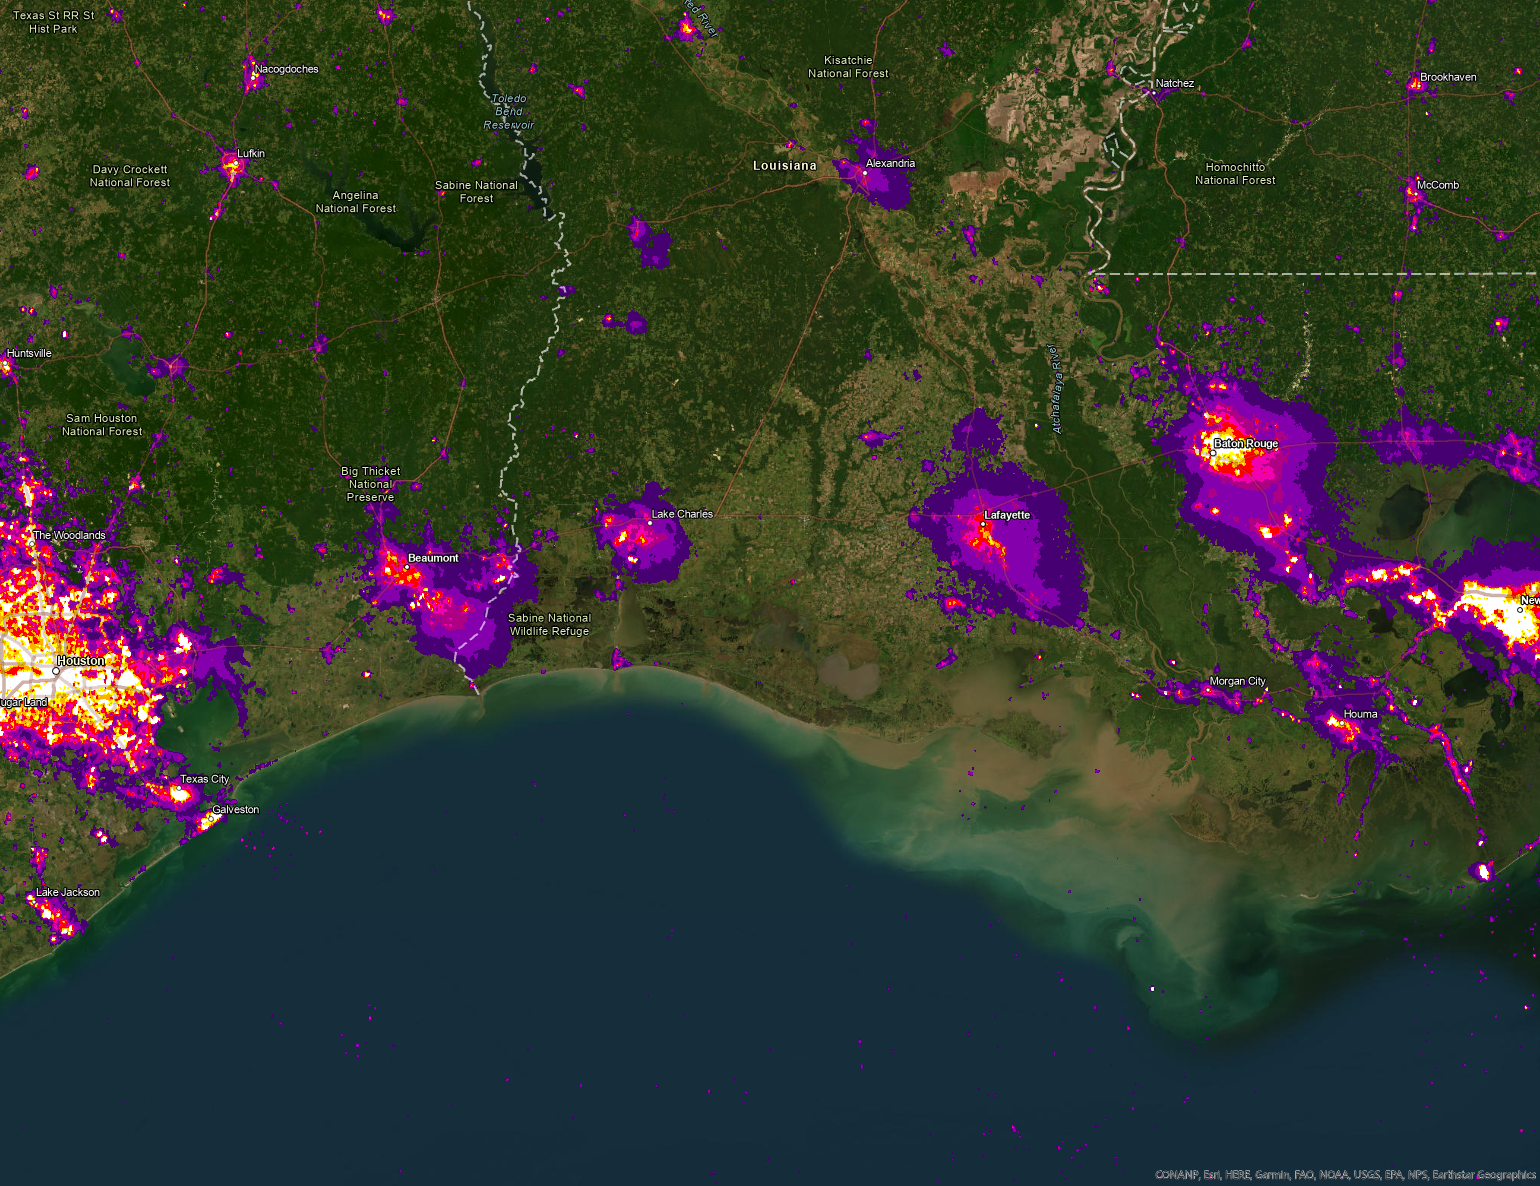 Texas St RR St
Hist Park
Red River
Nacogdoches
Kisatchie
National Forest
Brookhaven
Natchez
Toledo
Bend
Reservoir
Lufkin
Louisiana
Alexandria
Davy Crockett
National Forest
Homochitto
National Forest
Sabine National
Forest
McComb
Angelina
National Forest
Huntsville
Atchafalaya River
Sam Houston
National Forest
Baton Rouge
Big Thicket
National
Preserve
Lake Charles
Lafayette
The Woodlands
Beaumont
New
Sabine National
Wildlife Refuge
Houston
Morgan City
ugar Land
Houma
Texas City
Galveston
Lake Jackson
CONANP, Esri, HERE, Garmin, FAO, NOAA, USGS, EPA, NPS, Earthstar Geographics